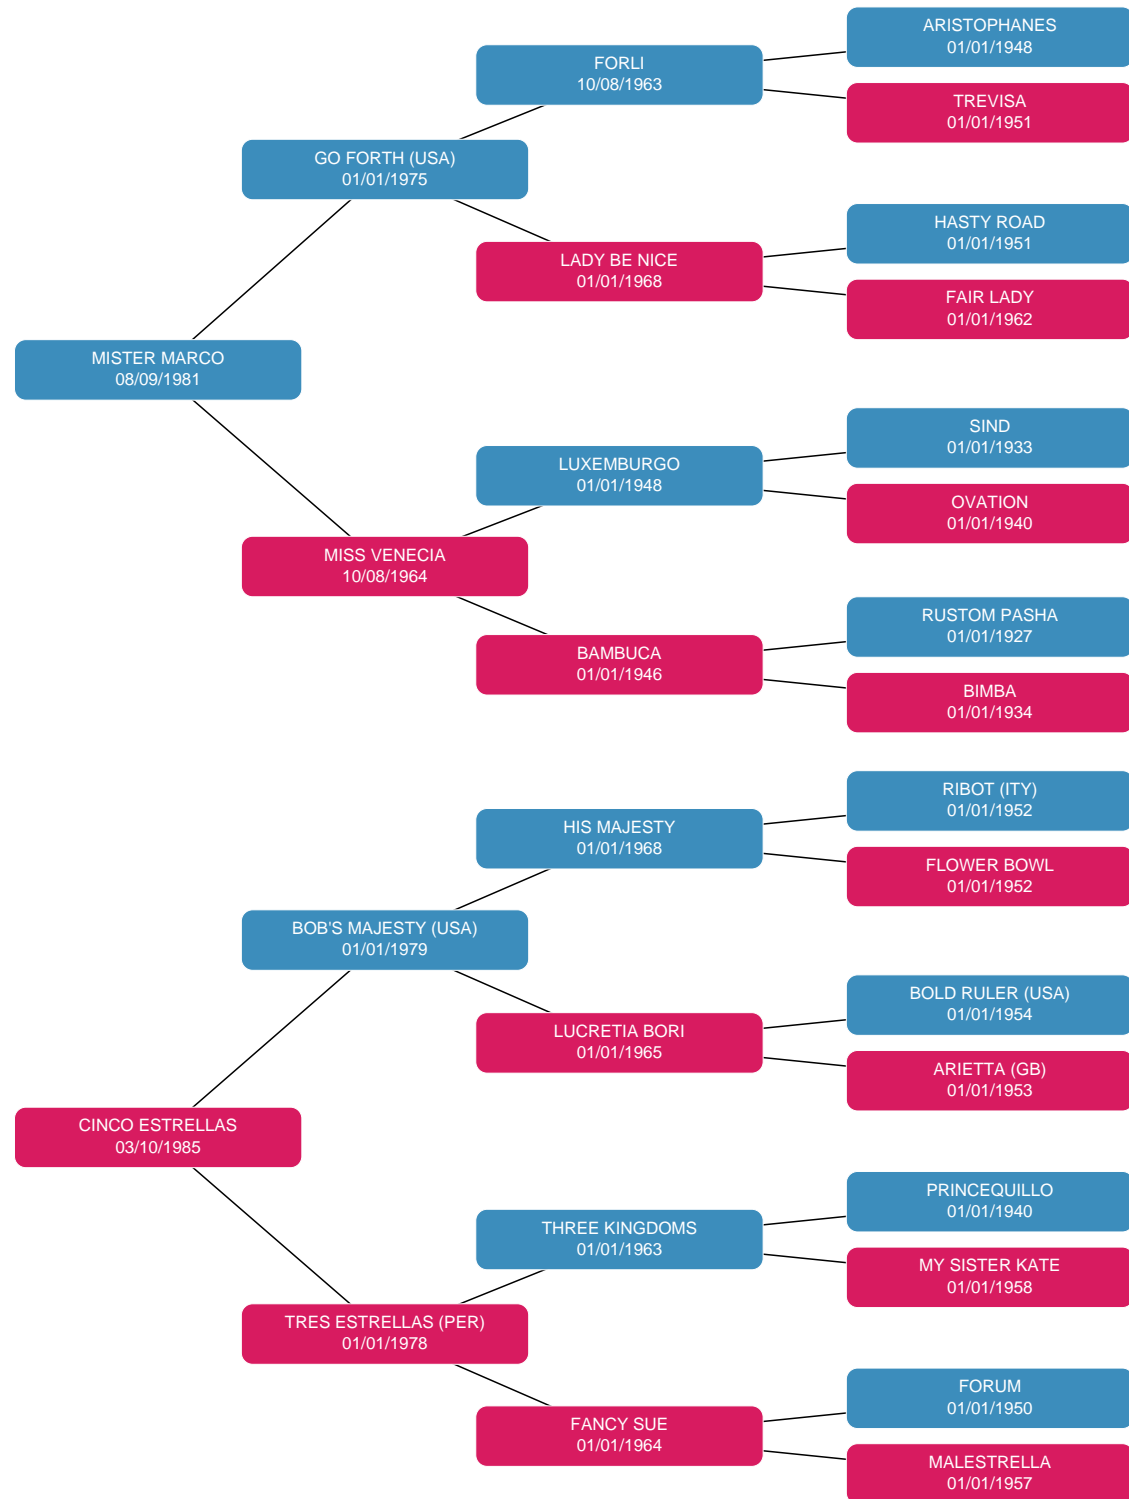 ARISTOPHANES
01/01/1948
FORLI
10/08/1963
TREVISA
01/01/1951
GO FORTH (USA)
01/01/1975
HASTY ROAD
01/01/1951
LADY BE NICE
01/01/1968
FAIR LADY
01/01/1962
MISTER MARCO
08/09/1981
SIND
01/01/1933
LUXEMBURGO
01/01/1948
OVATION
01/01/1940
MISS VENECIA
10/08/1964
RUSTOM PASHA
01/01/1927
BAMBUCA
01/01/1946
BIMBA
01/01/1934
RIBOT (ITY)
01/01/1952
HIS MAJESTY
01/01/1968
FLOWER BOWL
01/01/1952
BOB'S MAJESTY (USA)
01/01/1979
BOLD RULER (USA)
01/01/1954
LUCRETIA BORI
01/01/1965
ARIETTA (GB)
01/01/1953
CINCO ESTRELLAS
03/10/1985
PRINCEQUILLO
01/01/1940
THREE KINGDOMS
01/01/1963
MY SISTER KATE
01/01/1958
TRES ESTRELLAS (PER)
01/01/1978
FORUM
01/01/1950
FANCY SUE
01/01/1964
MALESTRELLA
01/01/1957